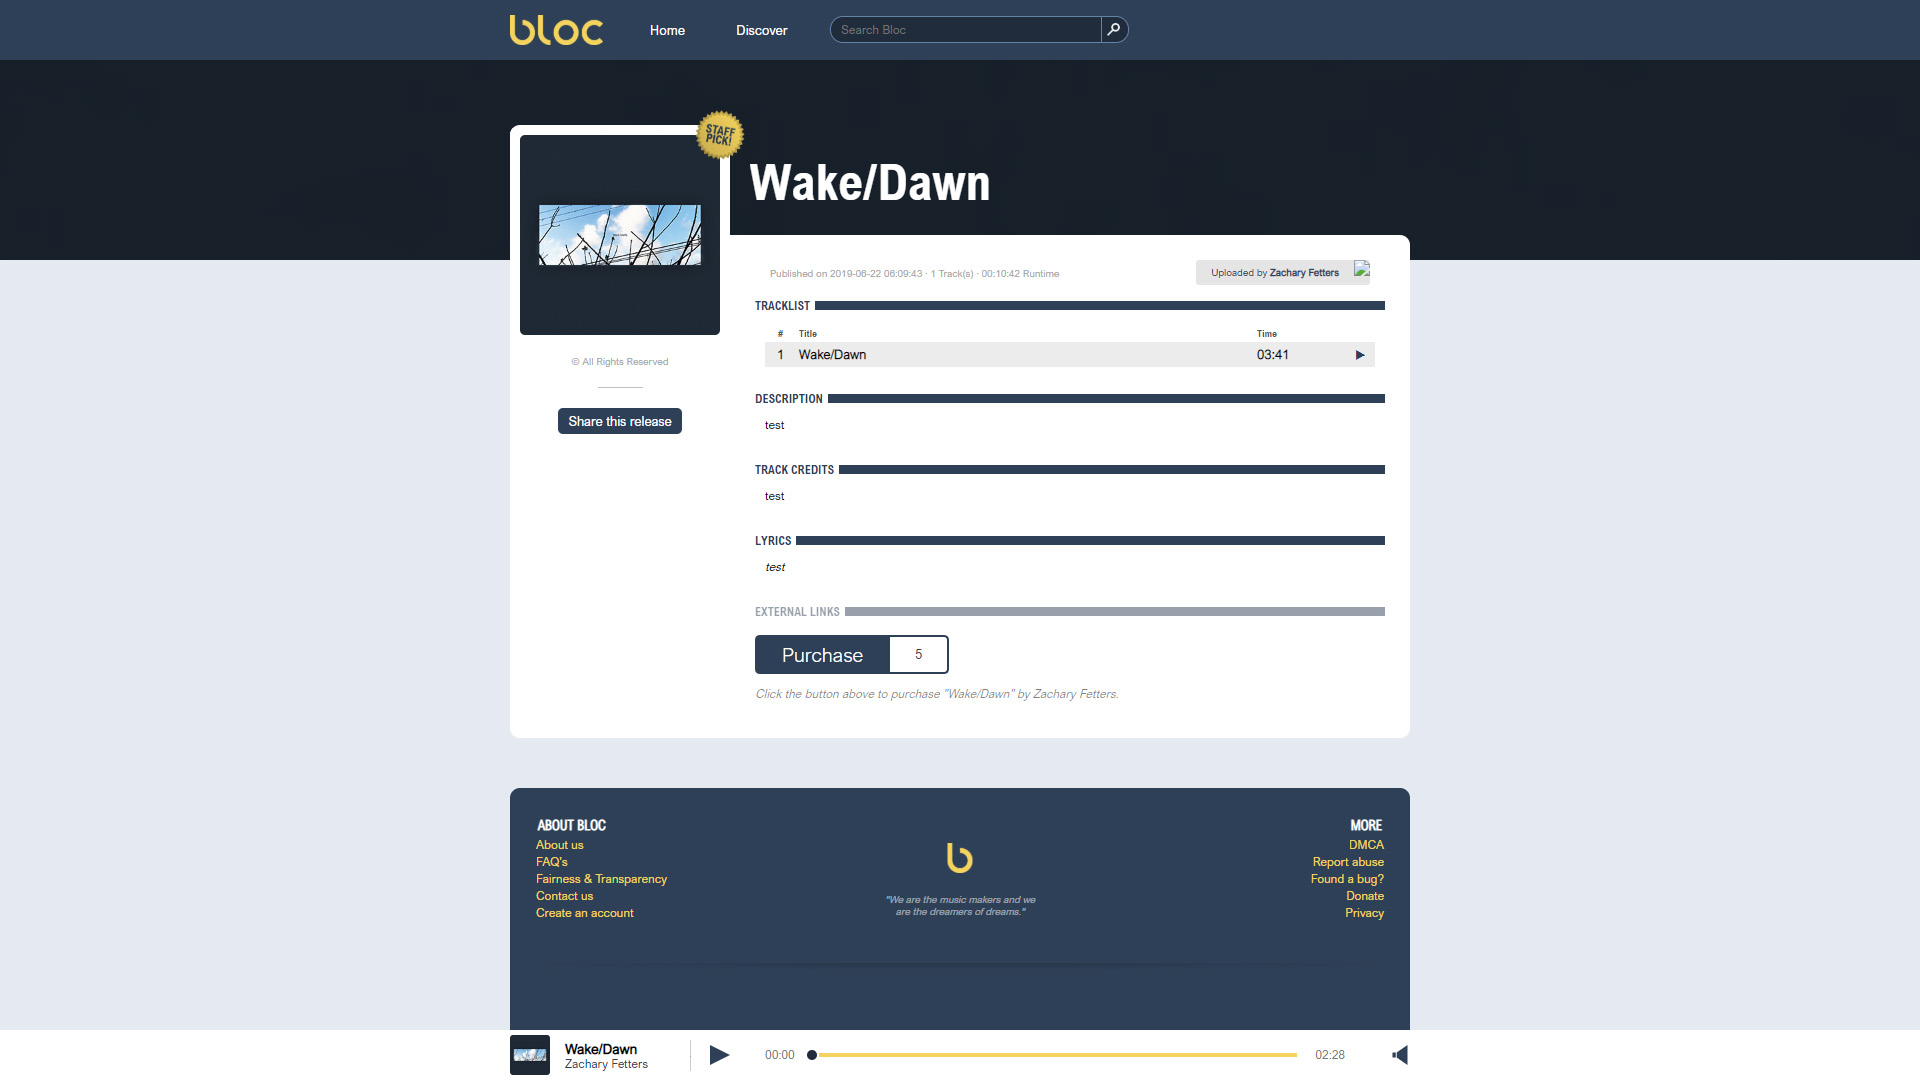 bloc
Home
Discover
Search Bloc
STAFF
PICK!
Wake/Dawn
Published on 2019-06-22 06:09:43 · 1 Track(s) · 00:10:42 Runtime
Uploaded by Zachary Fetters
TRACKLIST
# Title Time
1 Wake/Dawn 03:41
© All Rights Reserved
Share this release
DESCRIPTION
test
TRACK CREDITS
test
LYRICS
test
EXTERNAL LINKS
Purchase 5
Click the button above to purchase "Wake/Dawn" by Zachary Fetters.
ABOUT BLOC
About us
FAQ's
Fairness & Transparency
Contact us
Create an account
b
"We are the music makers and we
are the dreamers of dreams."
MORE
DMCA
Report abuse
Found a bug?
Donate
Privacy
Wake/Dawn
Zachary Fetters
00:00
02:28